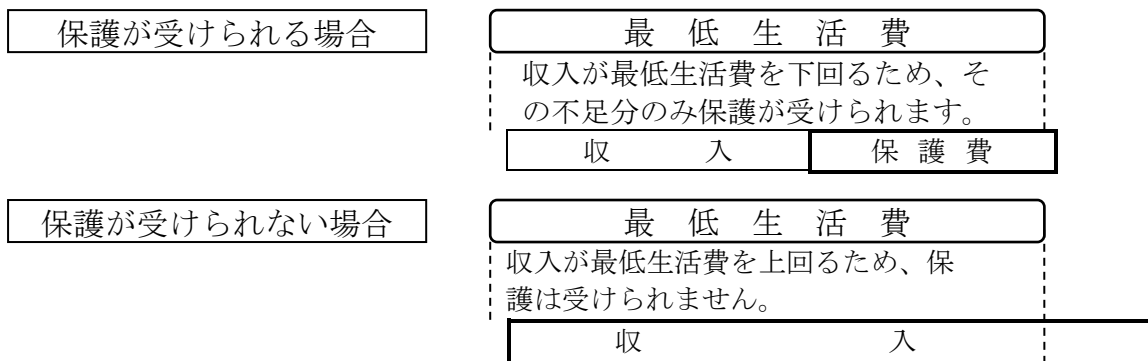 保護が受けられる場合
最低生活費
収入が最低生活費を下回るため、そ
の不足分のみ保護が受けられます。
収入
保護費
保護が受けられない場合
最低生活費
収入が最低生活費を上回るため、保
護は受けられません。
収入